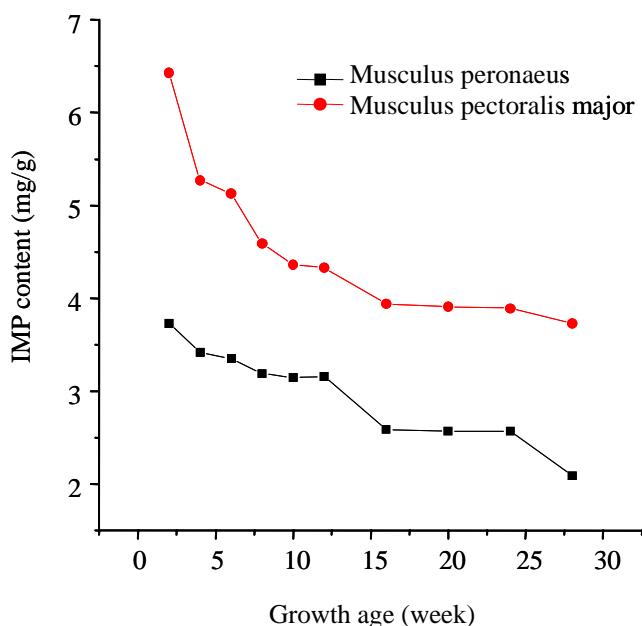 7
6
5
4
3
2
IMP content (mg/g)
Musculus peronaeus
Musculus pectoralis major
0 5 10 15 20 25 30
Growth age (week)